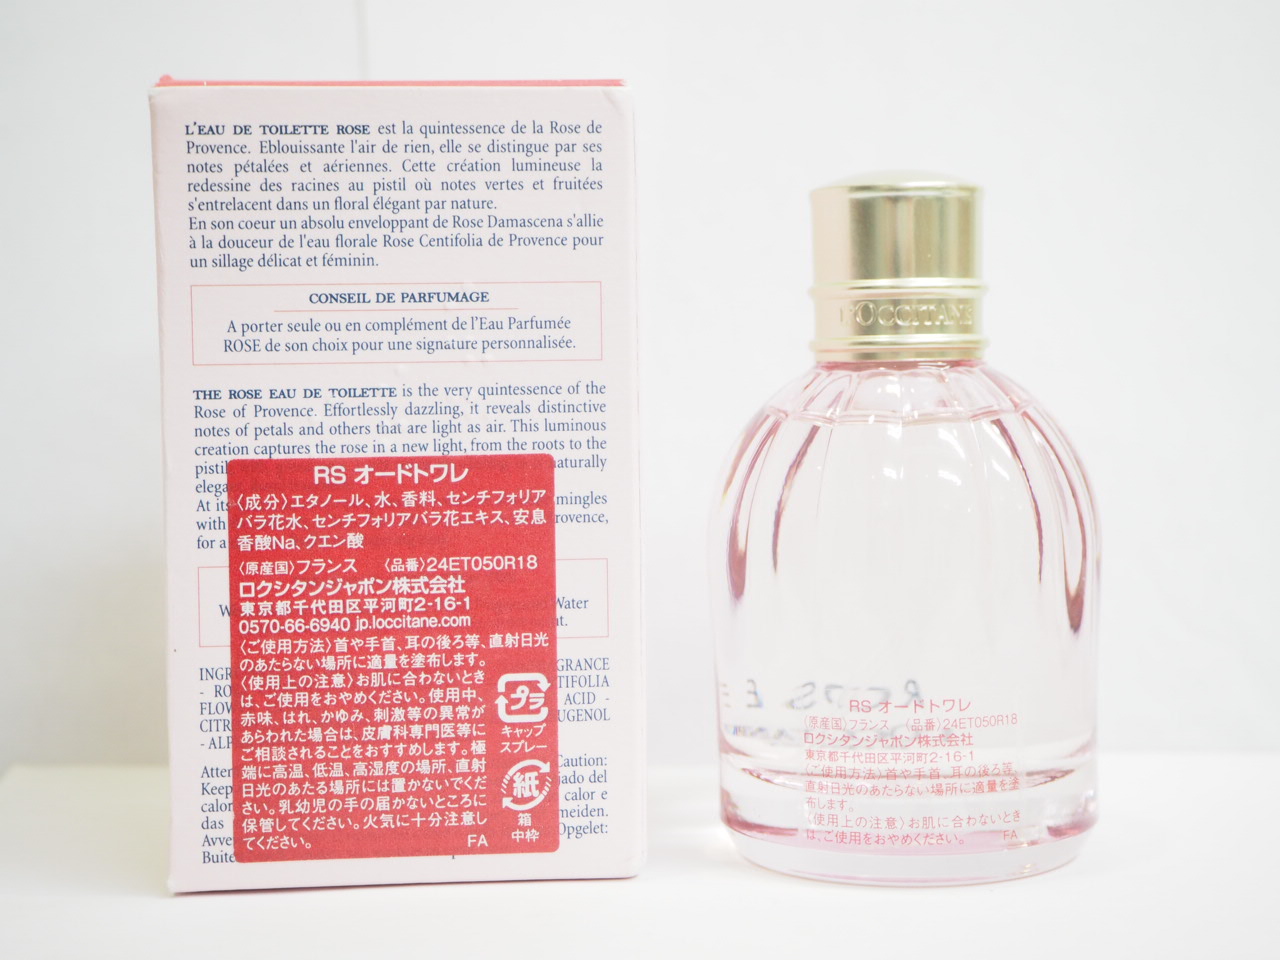 L'EAU DE TOILETTE ROSE est la quintessence de la Rose de
Provence. Eblouissante l'air de rien, elle se distingue par ses
notes pétalées et aériennes. Cette création lumineuse la
redessine des racines au pistil où notes vertes et fruitées
s'entrelacent dans un floral élégant par nature.
En son coeur un absolu enveloppant de Rose Damascena s'allie
à la douceur de l'eau florale Rose Centifolia de Provence pour
un sillage délicat et féminin.
CONSEIL DE PARFUMAGE
A porter seule ou en complément de l'Eau Parfumée
ROSE de son choix pour une signature personnalisée.
THE ROSE EAU DE TOILETTE is the very quintessence of the
Rose of Provence. Effortlessly dazzling, it reveals distinctive
notes of petals and others that are light as air. This luminous
creation captures the rose in a new light, from the roots to the
naturally
At its mingles
with
for a
Water
RS オードトワレ
〈成分〉エタノール、水、香料、センチフォリア
バラ花水、センチフォリアバラ花エキス、安息
香酸Na、クエン酸
〈原産国〉フランス 〈品番〉24ET050R18
ロクシタンジャポン株式会社
東京都千代田区平河町2-16-1
0570-66-6940 jp.loccitane.com
〈ご使用方法〉首や手首、耳の後ろ等、直射日光
のあたらない場所に適量を塗布します。
〈使用上の注意〉お肌に合わないとき
は、ご使用をおやめください。使用中、
赤味、はれ、かゆみ、刺激等の異常が
あらわれた場合は、皮膚科専門医等に
ご相談されることをおすすめします。極
端に高温、低温、高湿度の場所、直射
日光のあたる場所には置かないでくだ
さい。乳幼児の手の届かないところに
保管してください。火気に十分注意し
てください。
FA
プラ
キャップ
スプレー
紙
箱
中枠
Keep
das
L'OCCITANE
RS オードトワレ
〈原産国〉フランス 〈品番〉24ET050R18
ロクシタンジャポン株式会社
東京都千代田区平河町2-16-1
〈ご使用方法〉首や手首、耳の後ろ等、
直射日光のあたらない場所に適量を塗
布します。
〈使用上の注意〉お肌に合わないとき
は、ご使用をおやめください。 FA